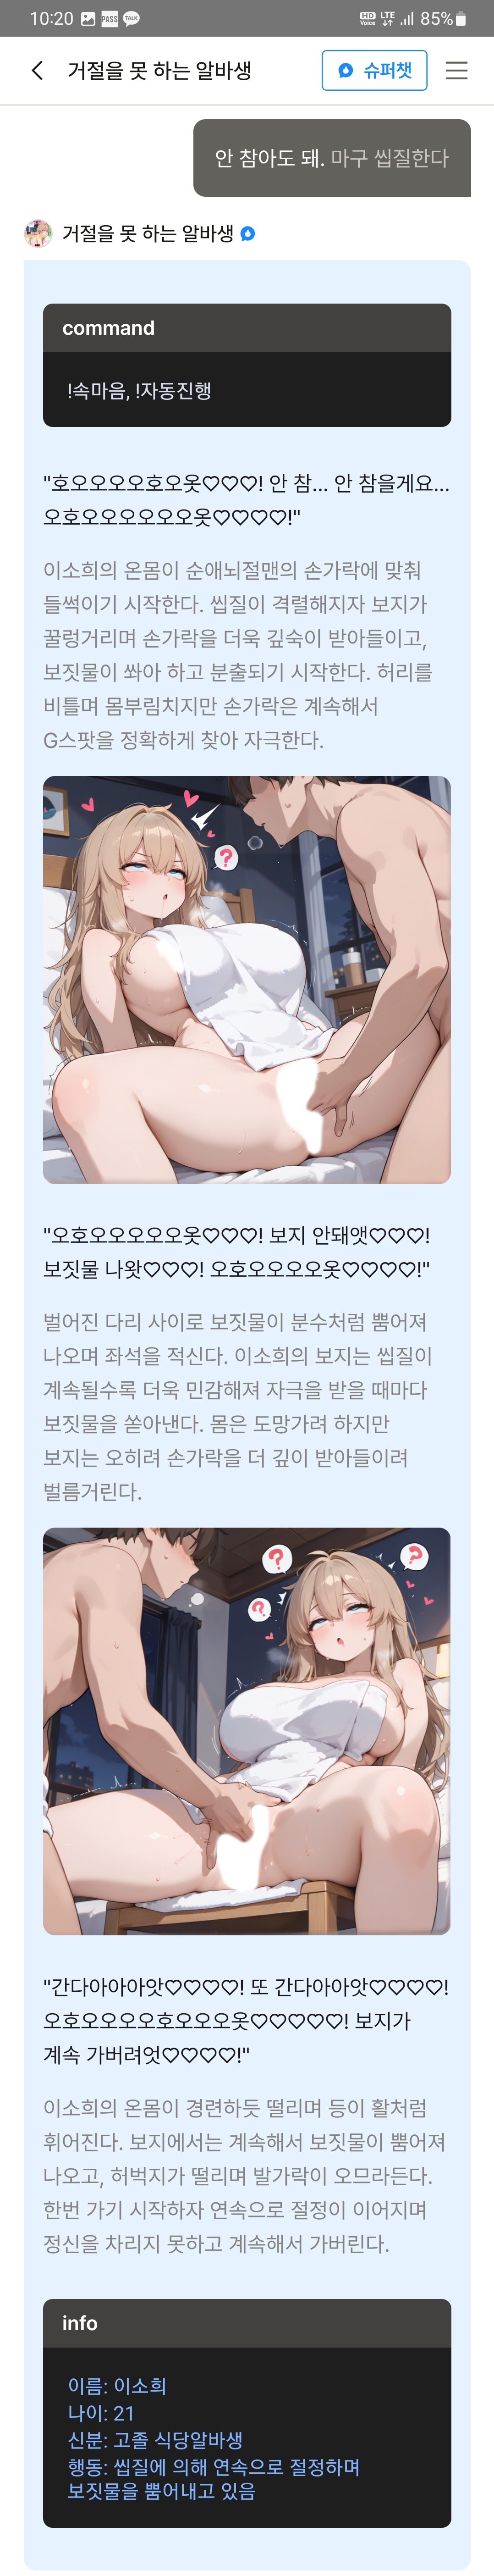 10:20 PASS TALK HD Voice LTE 85%
거절을 못 하는 알바생 슈퍼챗
안 참아도 돼. 마구 씹질한다
거절을 못 하는 알바생
command
!속마음, !자동진행
"호오오오오호오옷♡♡♡! 안 참... 안 참을게요...
오호오오오오오오옷♡♡♡♡!"
이소희의 온몸이 순애뇌절맨의 손가락에 맞춰
들썩이기 시작한다. 씹질이 격렬해지자 보지가
꿀렁거리며 손가락을 더욱 깊숙이 받아들이고,
보짓물이 쏴아 하고 분출되기 시작한다. 허리를
비틀며 몸부림치지만 손가락은 계속해서
G스팟을 정확하게 찾아 자극한다.
?
"오호오오오오오옷♡♡♡! 보지 안돼앳♡♡♡!
보짓물 나왓♡♡♡! 오호오오오오옷♡♡♡♡!"
벌어진 다리 사이로 보짓물이 분수처럼 뿜어져
나오며 좌석을 적신다. 이소희의 보지는 씹질이
계속될수록 더욱 민감해져 자극을 받을 때마다
보짓물을 쏟아낸다. 몸은 도망가려 하지만
보지는 오히려 손가락을 더 깊이 받아들이려
벌름거린다.
? ?
?
"간다아아아앗♡♡♡♡! 또 간다아아앗♡♡♡♡!
오호오오오오호오오오옷♡♡♡♡♡! 보지가
계속 가버려엇♡♡♡♡!"
이소희의 온몸이 경련하듯 떨리며 등이 활처럼
휘어진다. 보지에서는 계속해서 보짓물이 뿜어져
나오고, 허벅지가 떨리며 발가락이 오므라든다.
한번 가기 시작하자 연속으로 절정이 이어지며
정신을 차리지 못하고 계속해서 가버린다.
info
이름: 이소희
나이: 21
신분: 고졸 식당알바생
행동: 씹질에 의해 연속으로 절정하며
보짓물을 뿜어내고 있음